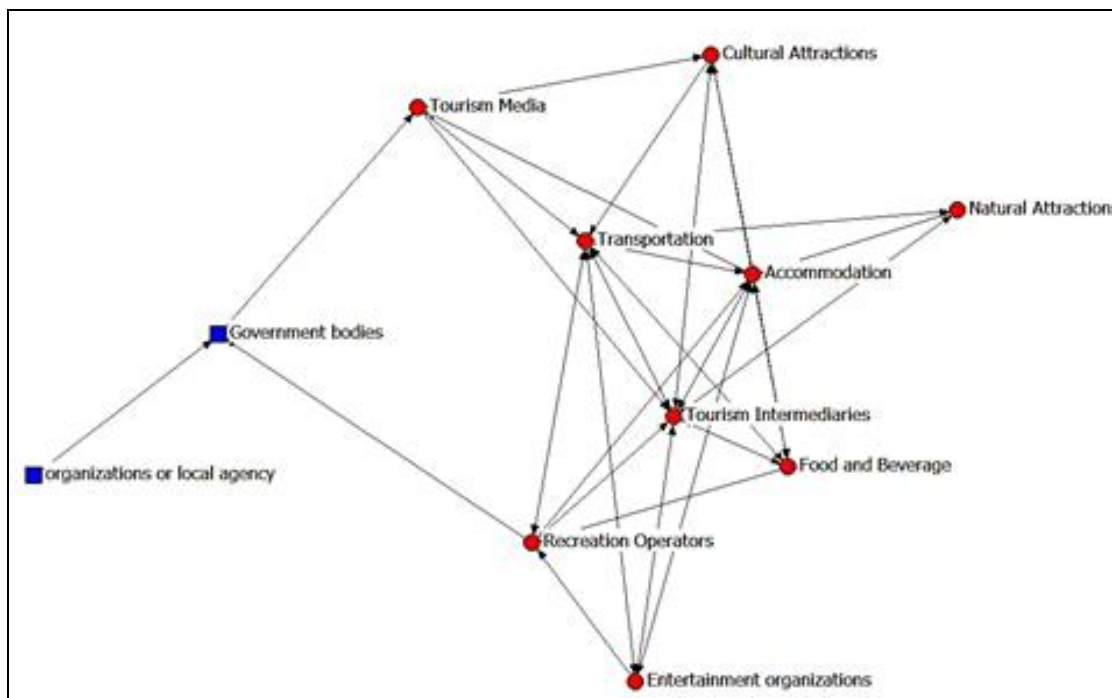 Cultural Attractions
Tourism Media
Natural Attractions
Transportation
Accommodation
Government bodies
Tourism Intermediaries
Food and Beverage
organizations or local agency
Recreation Operators
Entertainment organizations